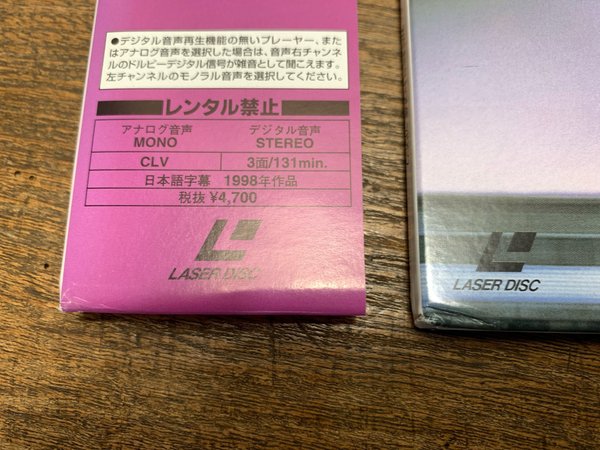 ●デジタル音声再生機能の無いプレーヤー、また
はアナログ音声を選択した場合は、音声右チャンネ
ルのドルビーデジタル信号が雑音として聞こえます。
左チャンネルのモノラル音声を選択してください。
レンタル禁止
アナログ音声 デジタル音声
MONO STEREO
CLV 3面/131min.
日本語字幕 1998年作品
税抜 ¥4,700
LASER DISC
LASER DISC